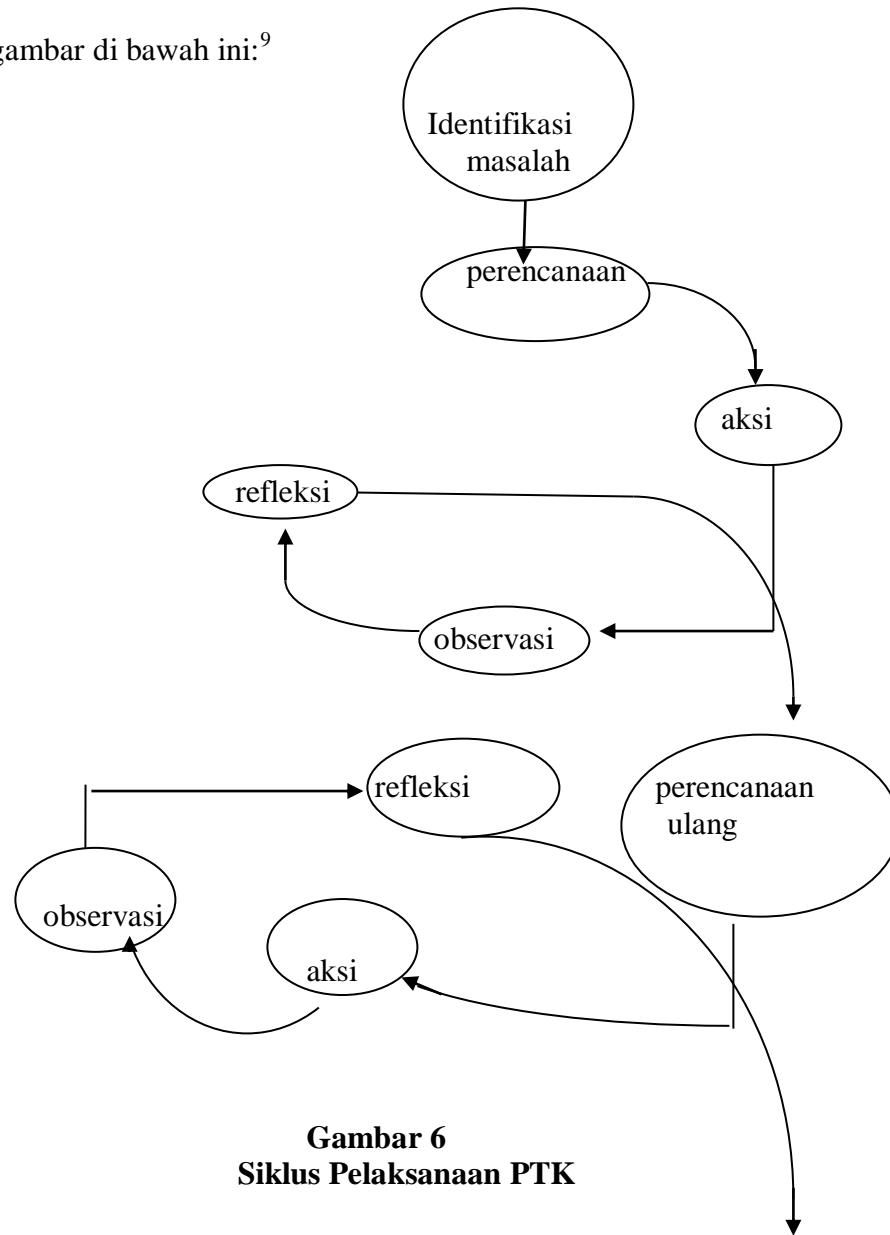 gambar di bawah ini:9
Identifikasi
masalah
perencanaan
aksi
refleksi
observasi
refleksi
perencanaan
ulang
observasi
aksi
Gambar 6
Siklus Pelaksanaan PTK